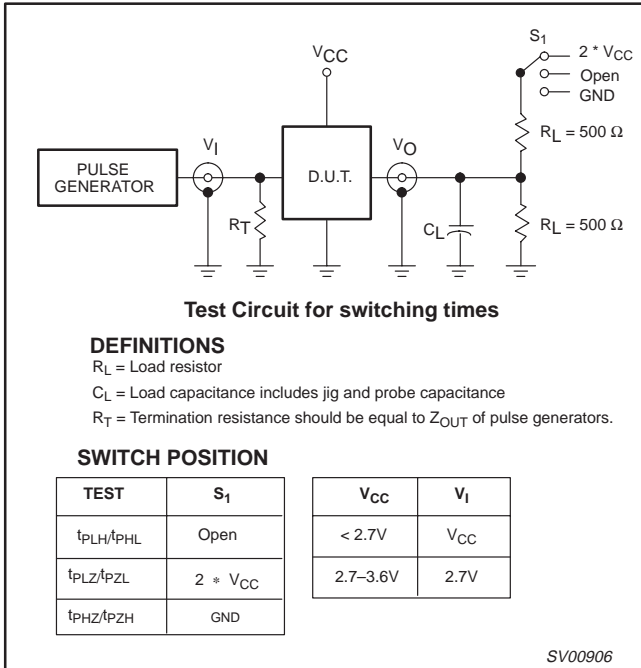 S1
2 * VCC
Open
GND
VCC
RL = 500 Ω
VI
VO
PULSE
GENERATOR
D.U.T.
RT
CL
RL = 500 Ω
Test Circuit for switching times
DEFINITIONS
RL = Load resistor
CL = Load capacitance includes jig and probe capacitance
RT = Termination resistance should be equal to ZOUT of pulse generators.
SWITCH POSITION
TEST S1
tPLH/tPHL Open
tPLZ/tPZL 2 * VCC
tPHZ/tPZH GND
VCC VI
< 2.7V VCC
2.7–3.6V 2.7V
SV00906